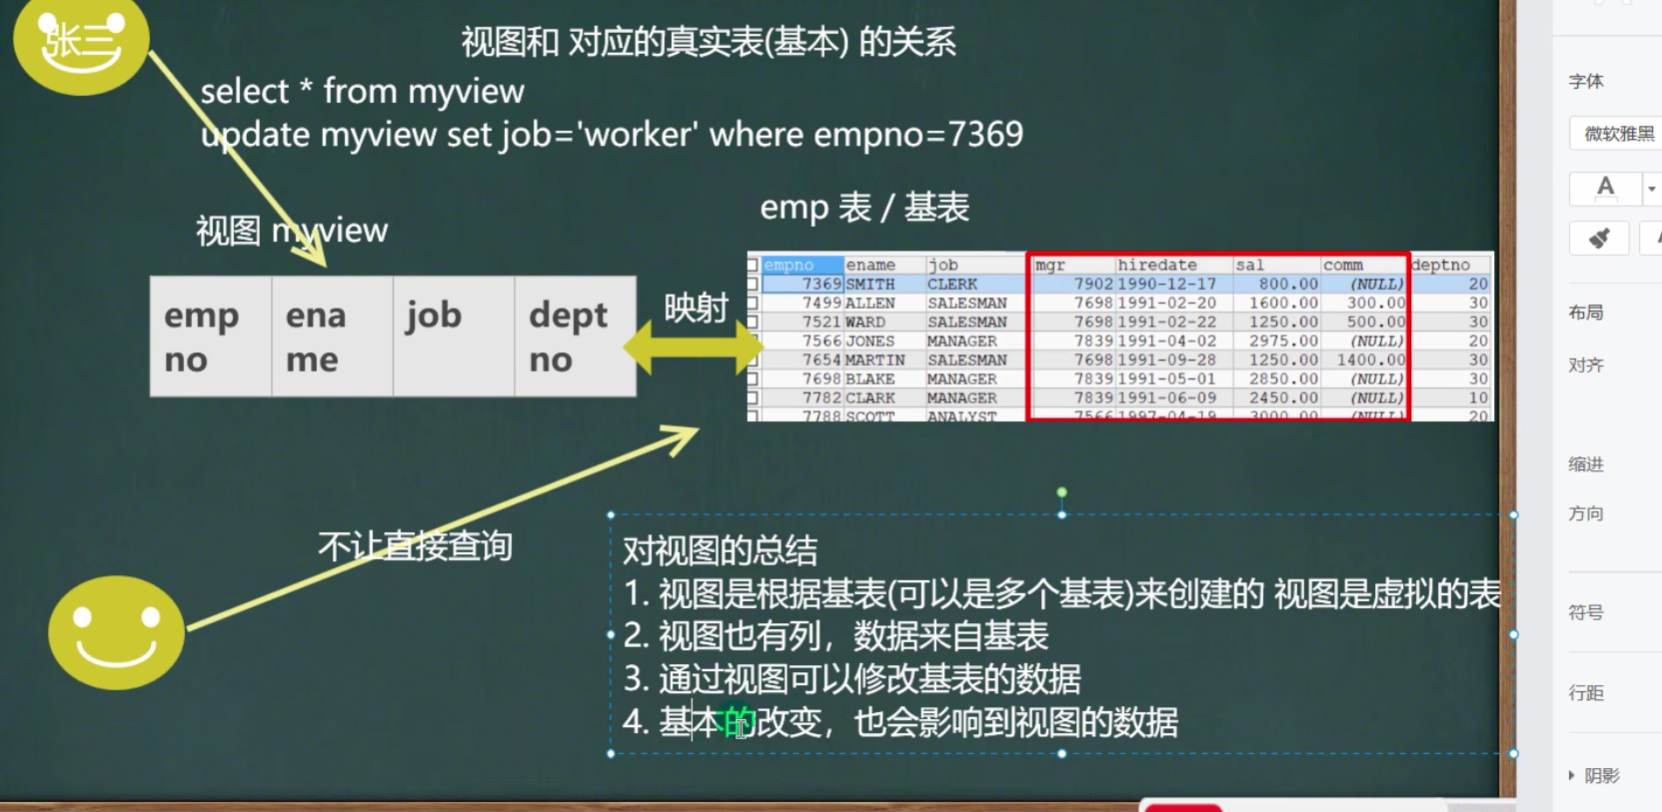 张三
视图和 对应的真实表(基本) 的关系
select * from myview
update myview set job='worker' where empno=7369
视图 myview
emp 表 / 基表
empno ename job deptno
映射
empno ename job mgr hiredate sal comm deptno
7369 SMITH CLERK 7902 1990-12-17 800.00 (NULL) 20
7499 ALLEN SALESMAN 7698 1991-02-20 1600.00 300.00 30
7521 WARD SALESMAN 7698 1991-02-22 1250.00 500.00 30
7566 JONES MANAGER 7839 1991-04-02 2975.00 (NULL) 20
7654 MARTIN SALESMAN 7698 1991-09-28 1250.00 1400.00 30
7698 BLAKE MANAGER 7839 1991-05-01 2850.00 (NULL) 30
7782 CLARK MANAGER 7839 1991-06-09 2450.00 (NULL) 10
7788 SCOTT ANALYST 7566 1997-04-19 3000.00 (NULL) 20
不让直接查询
对视图的总结
1. 视图是根据基表(可以是多个基表)来创建的 视图是虚拟的表
2. 视图也有列，数据来自基表
3. 通过视图可以修改基表的数据
4. 基本的改变，也会影响到视图的数据
字体
微软雅黑
A
布局
对齐
缩进
方向
符号
行距
阴影